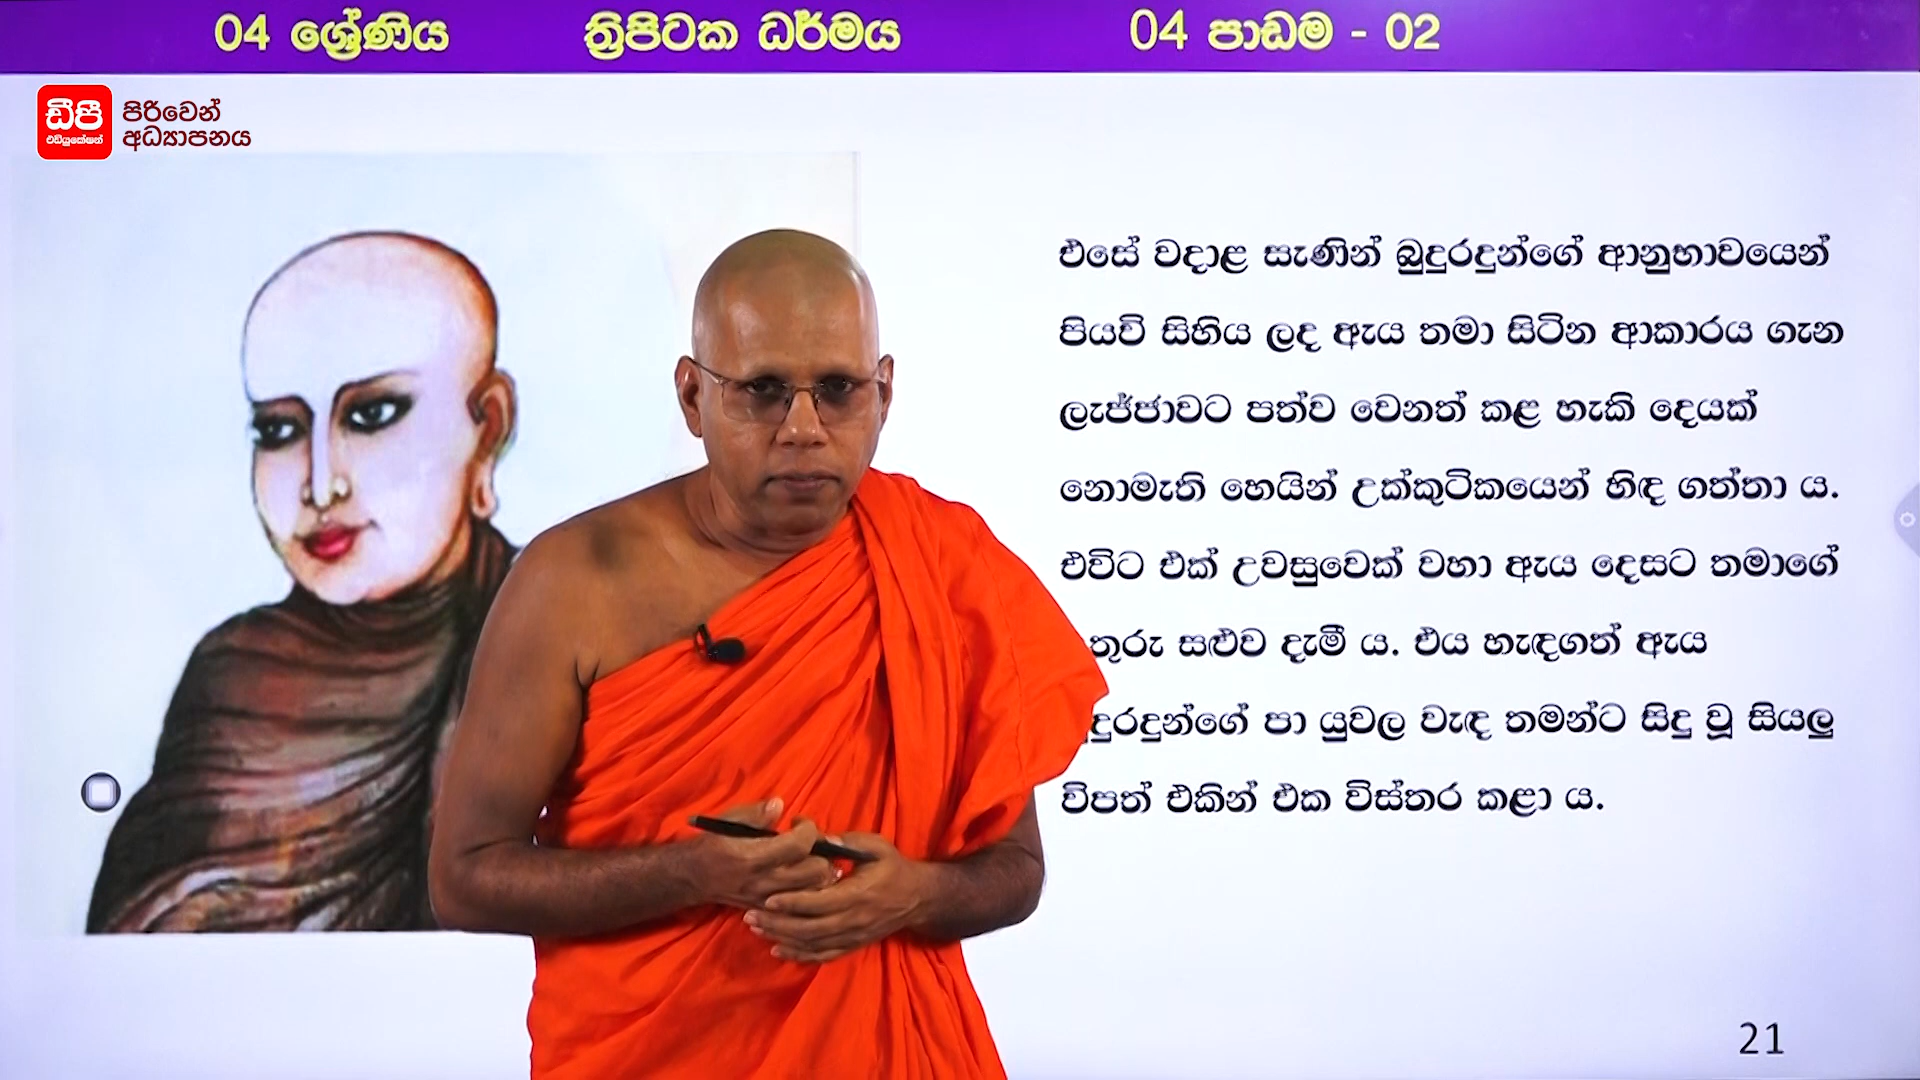 04 ශ්‍රේණිය ත්‍රිපිටක ධර්මය 04 පාඩම - 02
ඩීපී
එඩියුකේෂන්
පිරිවෙන්
අධ්‍යාපනය
එසේ වදාළ සැණින් බුදුරදුන්ගේ ආනුභාවයෙන්
පියවි සිහිය ලද ඇය තමා සිටින ආකාරය ගැන
ලැජ්ජාවට පත්ව වෙනත් කළ හැකි දෙයක්
නොමැති හෙයින් උක්කුටිකයෙන් හිඳ ගත්තා ය.
එවිට එක් උවසුවෙක් වහා ඇය දෙසට තමාගේ
සළුව දැමී ය. එය හැඳගත් ඇය
පා යුවල වැඳ තමන්ට සිදු වූ සියලු
විපත් එකින් එක විස්තර කළා ය.
21